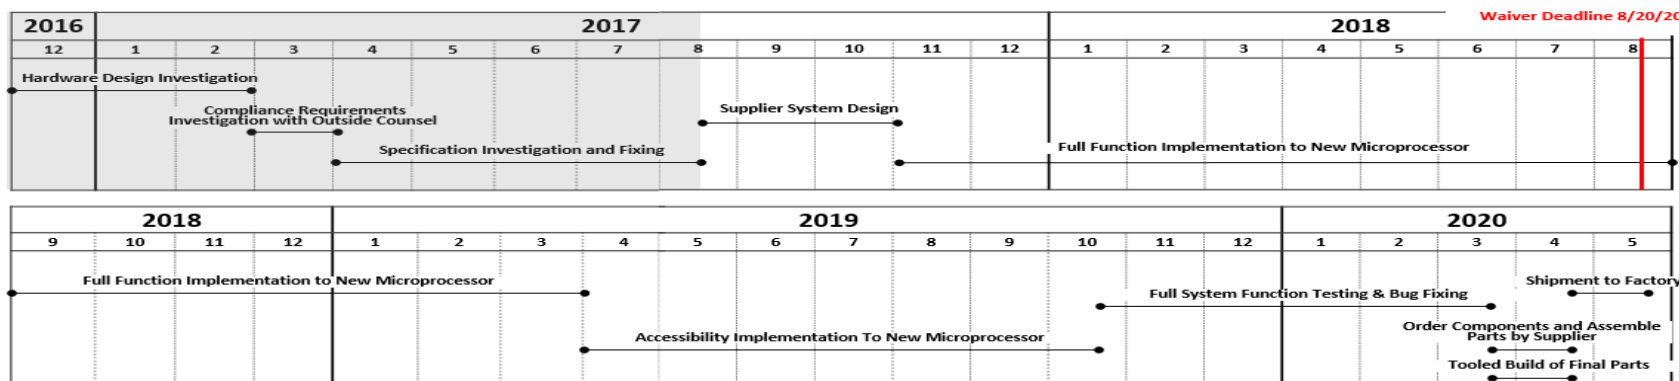 Waiver Deadline 8/20/20
2016 2017 2018
12 1 2 3 4 5 6 7 8 9 10 11 12 1 2 3 4 5 6 7 8
Hardware Design Investigation
Compliance Requirements
Investigation with Outside Counsel
Supplier System Design
Specification Investigation and Fixing
Full Function Implementation to New Microprocessor
2018 2019 2020
9 10 11 12 1 2 3 4 5 6 7 8 9 10 11 12 1 2 3 4 5
Full Function Implementation to New Microprocessor
Shipment to Factory
Full System Function Testing & Bug Fixing
Order Components and Assemble
Parts by Supplier
Accessibility Implementation To New Microprocessor
Tooled Build of Final Parts